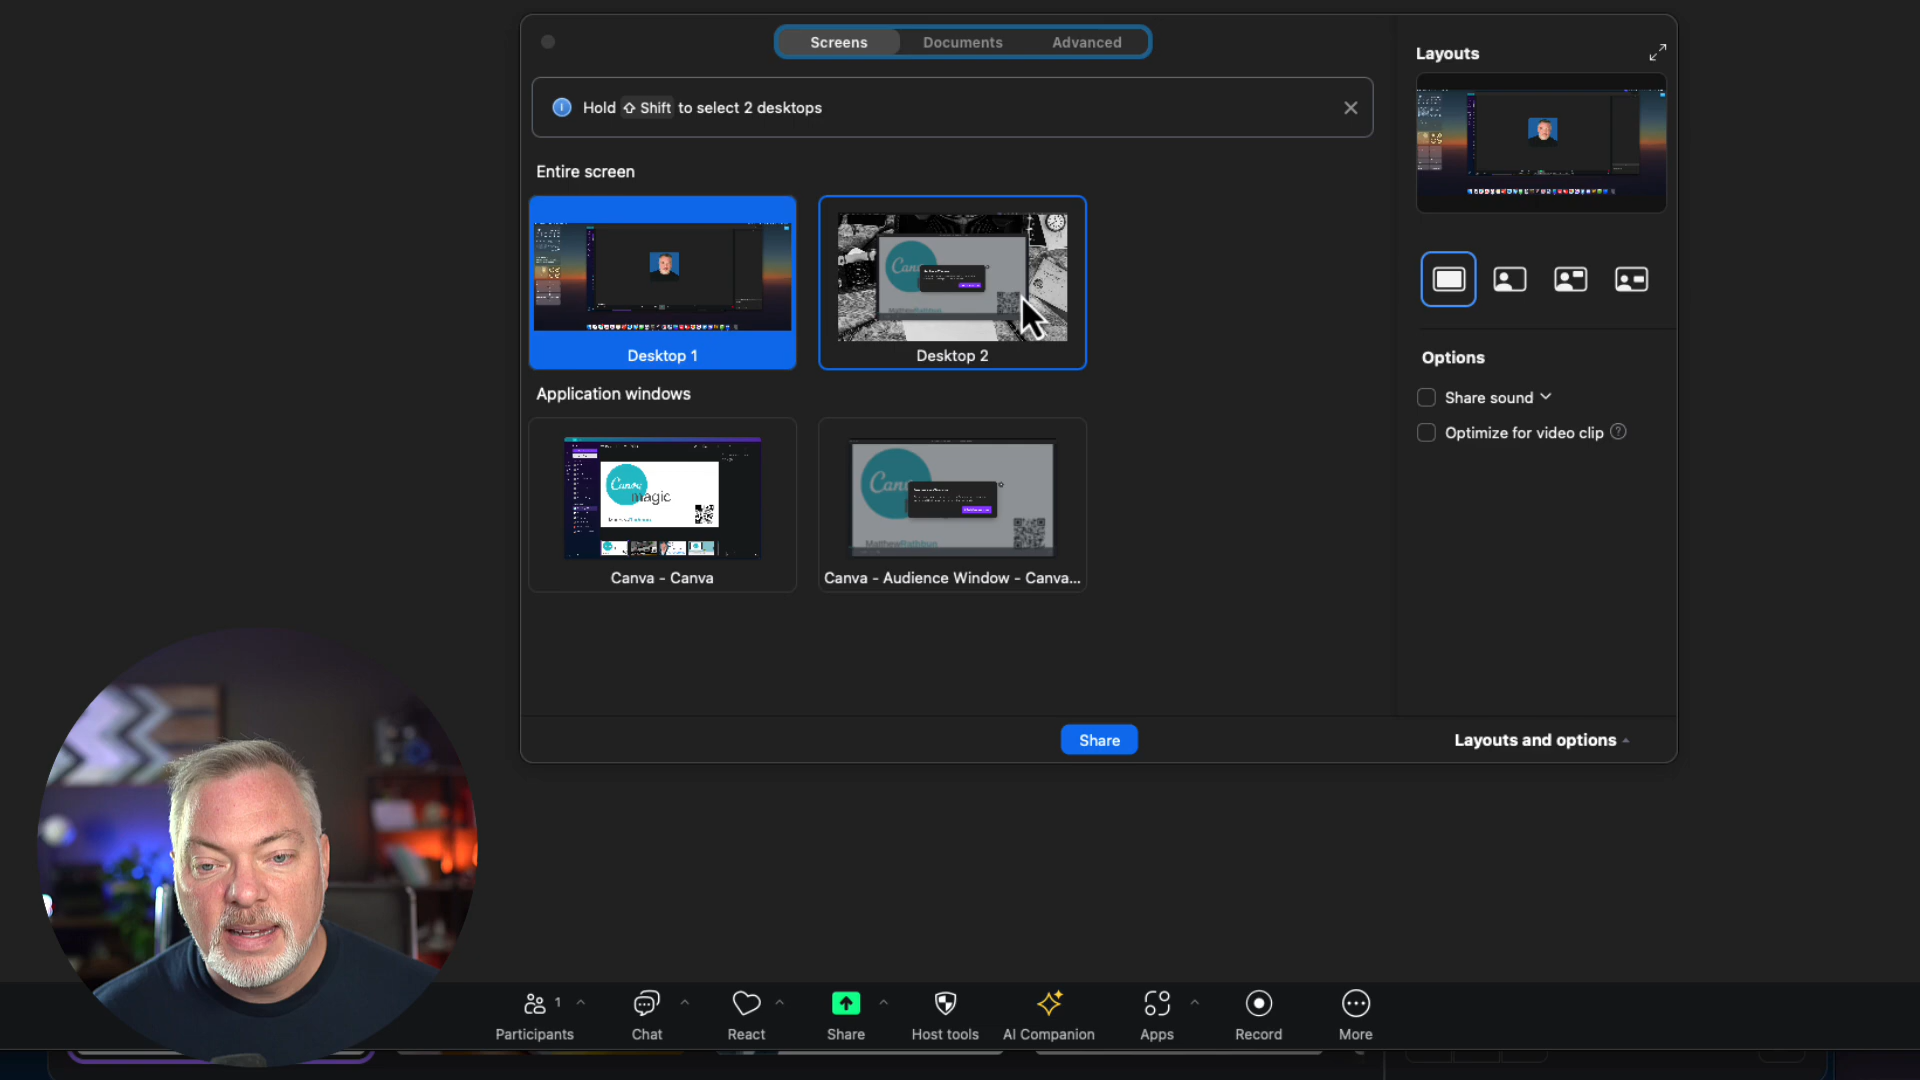 Screens Documents Advanced
Layouts
Hold Shift to select 2 desktops
Entire screen
Desktop 1
Desktop 2
Options
Share sound
Optimize for video clip
Application windows
Canva
magic
Canva - Canva
Canva - Audience Window - Canva...
Share
Layouts and options
1
Participants
Chat
React
Share
Host tools
AI Companion
Apps
Record
More